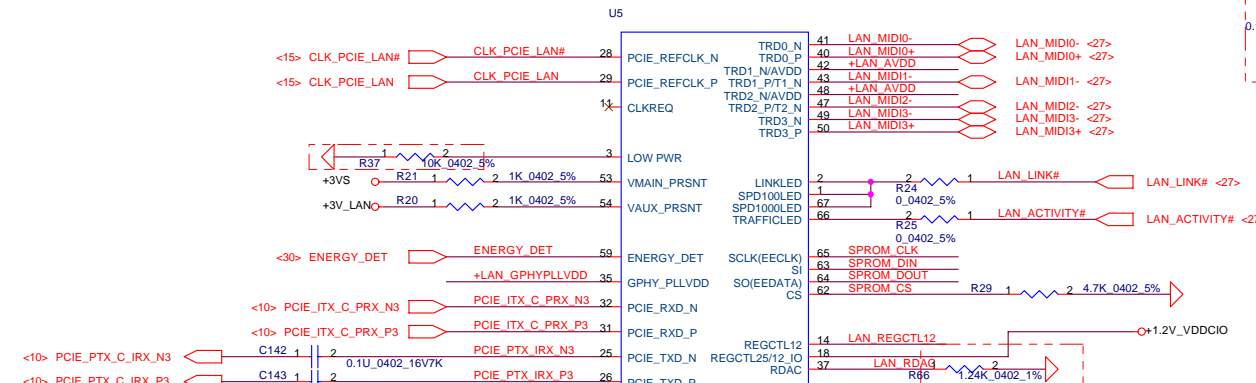 U5
<15> CLK_PCIE_LAN# CLK_PCIE_LAN# 28 PCIE_REFCLK_N
<15> CLK_PCIE_LAN CLK_PCIE_LAN 29 PCIE_REFCLK_P
11 CLKREQ
R37 1 2 10K_0402_5% 3 LOW PWR
+3VS R21 1 2 1K_0402_5% 53 VMAIN_PRSNT
+3V_LAN R20 1 2 1K_0402_5% 54 VAUX_PRSNT
<30> ENERGY_DET ENERGY_DET 59 ENERGY_DET
+LAN_GPHYPLLVDD 35 GPHY_PLLVDD
<10> PCIE_ITX_C_PRX_N3 PCIE_ITX_C_PRX_N3 32 PCIE_RXD_N
<10> PCIE_ITX_C_PRX_P3 PCIE_ITX_C_PRX_P3 31 PCIE_RXD_P
<10> PCIE_PTX_C_IRX_N3 C142 1 2 0.1U_0402_16V7K PCIE_PTX_IRX_N3 25 PCIE_TXD_N
<10> PCIE_PTX_C_IRX_P3 C143 1 2 PCIE_PTX_IRX_P3 26 PCIE_TXD_P
TRD0_N 41 LAN_MIDI0- LAN_MIDI0- <27>
TRD0_P 40 LAN_MIDI0+ LAN_MIDI0+ <27>
TRD1_N/AVDD 42 +LAN_AVDD
TRD1_P/T1_N 43 LAN_MIDI1- LAN_MIDI1- <27>
TRD2_N/AVDD 48 +LAN_AVDD
TRD2_P/T2_N 47 LAN_MIDI2- LAN_MIDI2- <27>
TRD3_N 49 LAN_MIDI3- LAN_MIDI3- <27>
TRD3_P 50 LAN_MIDI3+ LAN_MIDI3+ <27>
LINKLED 2 2 R24 1 0_0402_5% LAN_LINK# LAN_LINK# <27>
SPD100LED 1
SPD1000LED 67
TRAFFICLED 66 2 R25 1 0_0402_5% LAN_ACTIVITY# LAN_ACTIVITY# <27
SCLK(EECLK) 65 SPROM_CLK
SI 63 SPROM_DIN
SO(EEDATA) 64 SPROM_DOUT
CS 62 SPROM_CS R29 1 2 4.7K_0402_5%
REGCTL12 14 LAN_REGCTL12
REGCTL25/12_IO 18 +1.2V_VDDCIO
RDAC 37 LAN_RDAC R66 1 2 1.24K_0402_1%